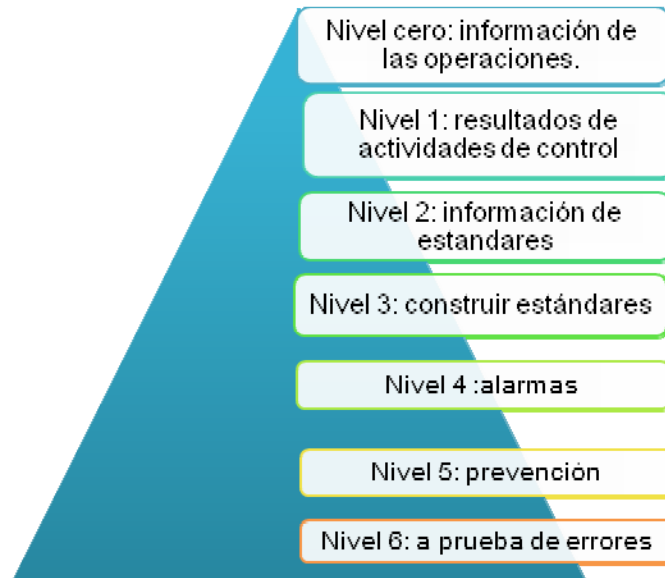 Nivel cero: información de
las operaciones.
Nivel 1: resultados de
actividades de control
Nivel 2: información de
estandares
Nivel 3: construir estándares
Nivel 4 :alarmas
Nivel 5: prevención
Nivel 6: a prueba de errores